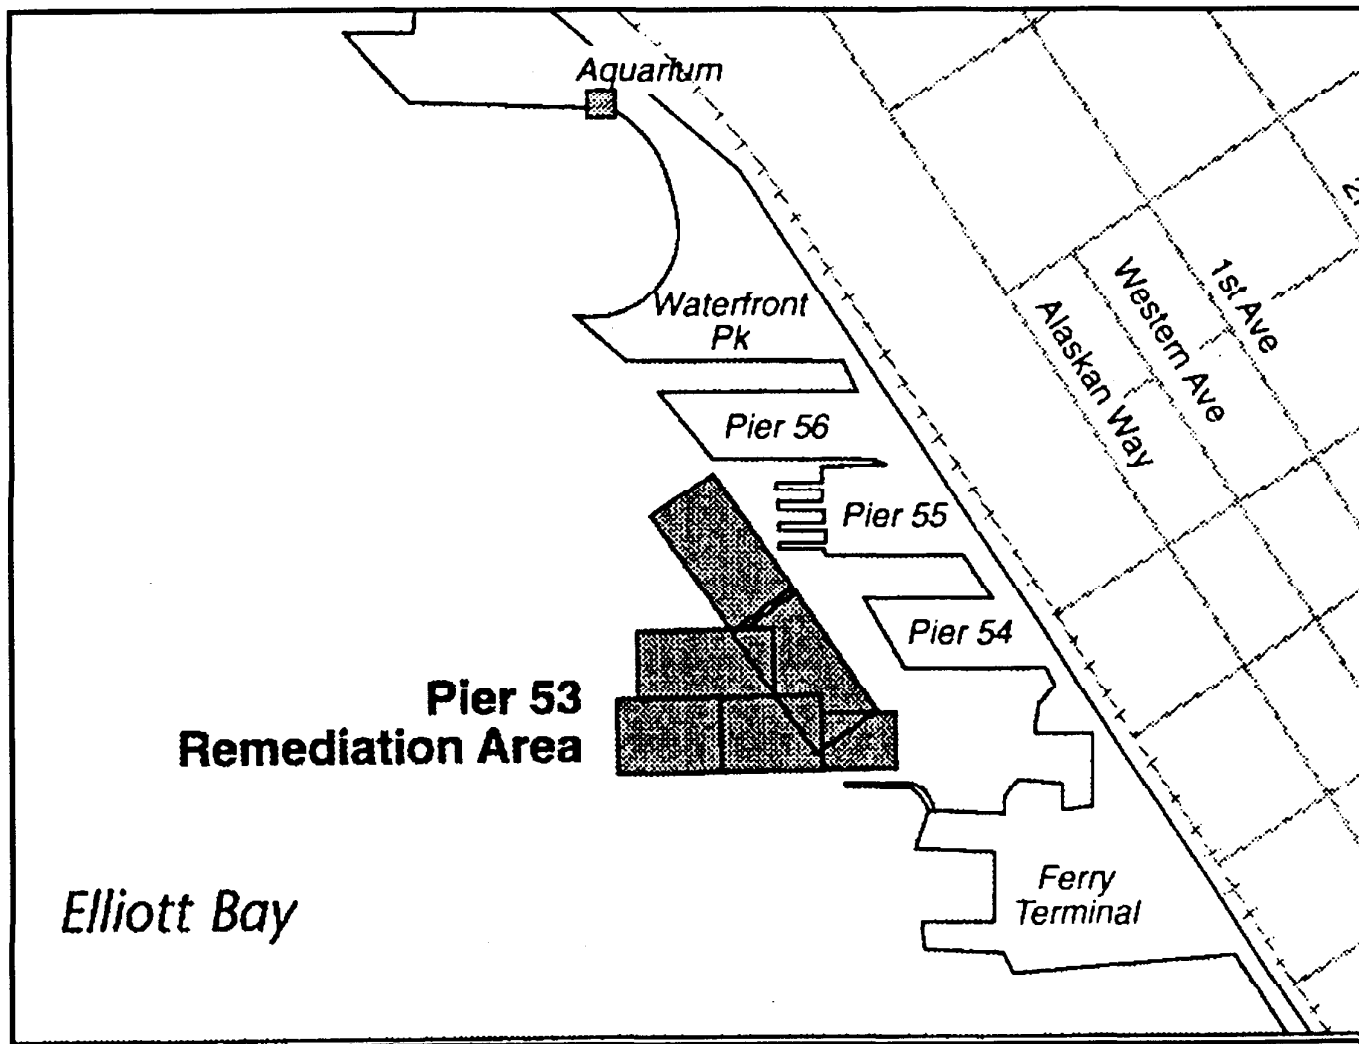 Aquarium
1st Ave
Western Ave
Alaskan Way
Waterfront
Pk
Pier 56
Pier 55
Pier 54
Pier 53
Remediation Area
Elliott Bay
Ferry
Terminal